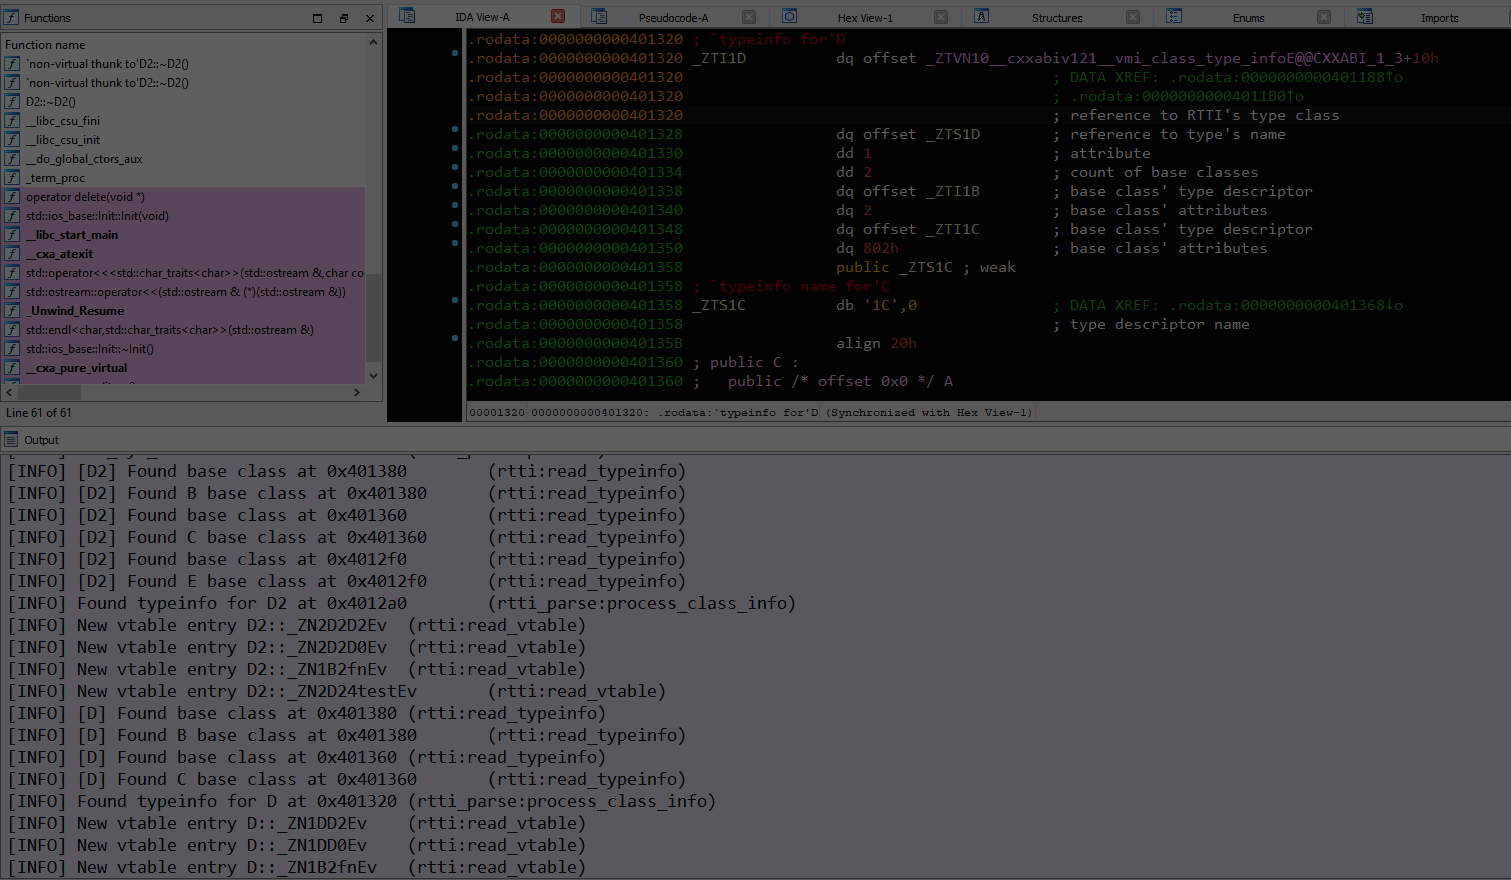 Functions
Function name
`non-virtual thunk to'D2::~D2()
`non-virtual thunk to'D2::~D2()
D2::~D2()
__libc_csu_fini
__libc_csu_init
__do_global_ctors_aux
_term_proc
operator delete(void *)
std::ios_base::Init::Init(void)
__libc_start_main
__cxa_atexit
std::operator<<<std::char_traits<char>>(std::ostream &,char co
std::ostream::operator<<(std::ostream & (*)(std::ostream &))
_Unwind_Resume
std::endl<char,std::char_traits<char>>(std::ostream &)
std::ios_base::Init::~Init()
__cxa_pure_virtual
Line 61 of 61
IDA View-A
Pseudocode-A
Hex View-1
Structures
Enums
Imports
.rodata:0000000000401320 ; `typeinfo for'D
.rodata:0000000000401320 _ZTI1D dq offset _ZTVN10__cxxabiv121__vmi_class_type_infoE@@CXXABI_1_3+10h
.rodata:0000000000401320 ; DATA XREF: .rodata:0000000000401188↑o
.rodata:0000000000401320 ; .rodata:00000000004011B0↑o
.rodata:0000000000401320 ; reference to RTTI's type class
.rodata:0000000000401328 dq offset _ZTS1D ; reference to type's name
.rodata:0000000000401330 dd 1 ; attribute
.rodata:0000000000401334 dd 2 ; count of base classes
.rodata:0000000000401338 dq offset _ZTI1B ; base class' type descriptor
.rodata:0000000000401340 dq 2 ; base class' attributes
.rodata:0000000000401348 dq offset _ZTI1C ; base class' type descriptor
.rodata:0000000000401350 dq 802h ; base class' attributes
.rodata:0000000000401358 public _ZTS1C ; weak
.rodata:0000000000401358 ; `typeinfo name for'C
.rodata:0000000000401358 _ZTS1C db '1C',0 ; DATA XREF: .rodata:0000000000401368↓o
.rodata:0000000000401358 ; type descriptor name
.rodata:000000000040135B align 20h
.rodata:0000000000401360 ; public C :
.rodata:0000000000401360 ; public /* offset 0x0 */ A
00001320 0000000000401320: .rodata:`typeinfo for'D (Synchronized with Hex View-1)
Output
[INFO] [D2] Found base class at 0x401380 (rtti:read_typeinfo)
[INFO] [D2] Found B base class at 0x401380 (rtti:read_typeinfo)
[INFO] [D2] Found base class at 0x401360 (rtti:read_typeinfo)
[INFO] [D2] Found C base class at 0x401360 (rtti:read_typeinfo)
[INFO] [D2] Found base class at 0x4012f0 (rtti:read_typeinfo)
[INFO] [D2] Found E base class at 0x4012f0 (rtti:read_typeinfo)
[INFO] Found typeinfo for D2 at 0x4012a0 (rtti_parse:process_class_info)
[INFO] New vtable entry D2::_ZN2D2D2Ev (rtti:read_vtable)
[INFO] New vtable entry D2::_ZN2D2D0Ev (rtti:read_vtable)
[INFO] New vtable entry D2::_ZN1B2fnEv (rtti:read_vtable)
[INFO] New vtable entry D2::_ZN2D24testEv (rtti:read_vtable)
[INFO] [D] Found base class at 0x401380 (rtti:read_typeinfo)
[INFO] [D] Found B base class at 0x401380 (rtti:read_typeinfo)
[INFO] [D] Found base class at 0x401360 (rtti:read_typeinfo)
[INFO] [D] Found C base class at 0x401360 (rtti:read_typeinfo)
[INFO] Found typeinfo for D at 0x401320 (rtti_parse:process_class_info)
[INFO] New vtable entry D::_ZN1DD2Ev (rtti:read_vtable)
[INFO] New vtable entry D::_ZN1DD0Ev (rtti:read_vtable)
[INFO] New vtable entry D::_ZN1B2fnEv (rtti:read_vtable)